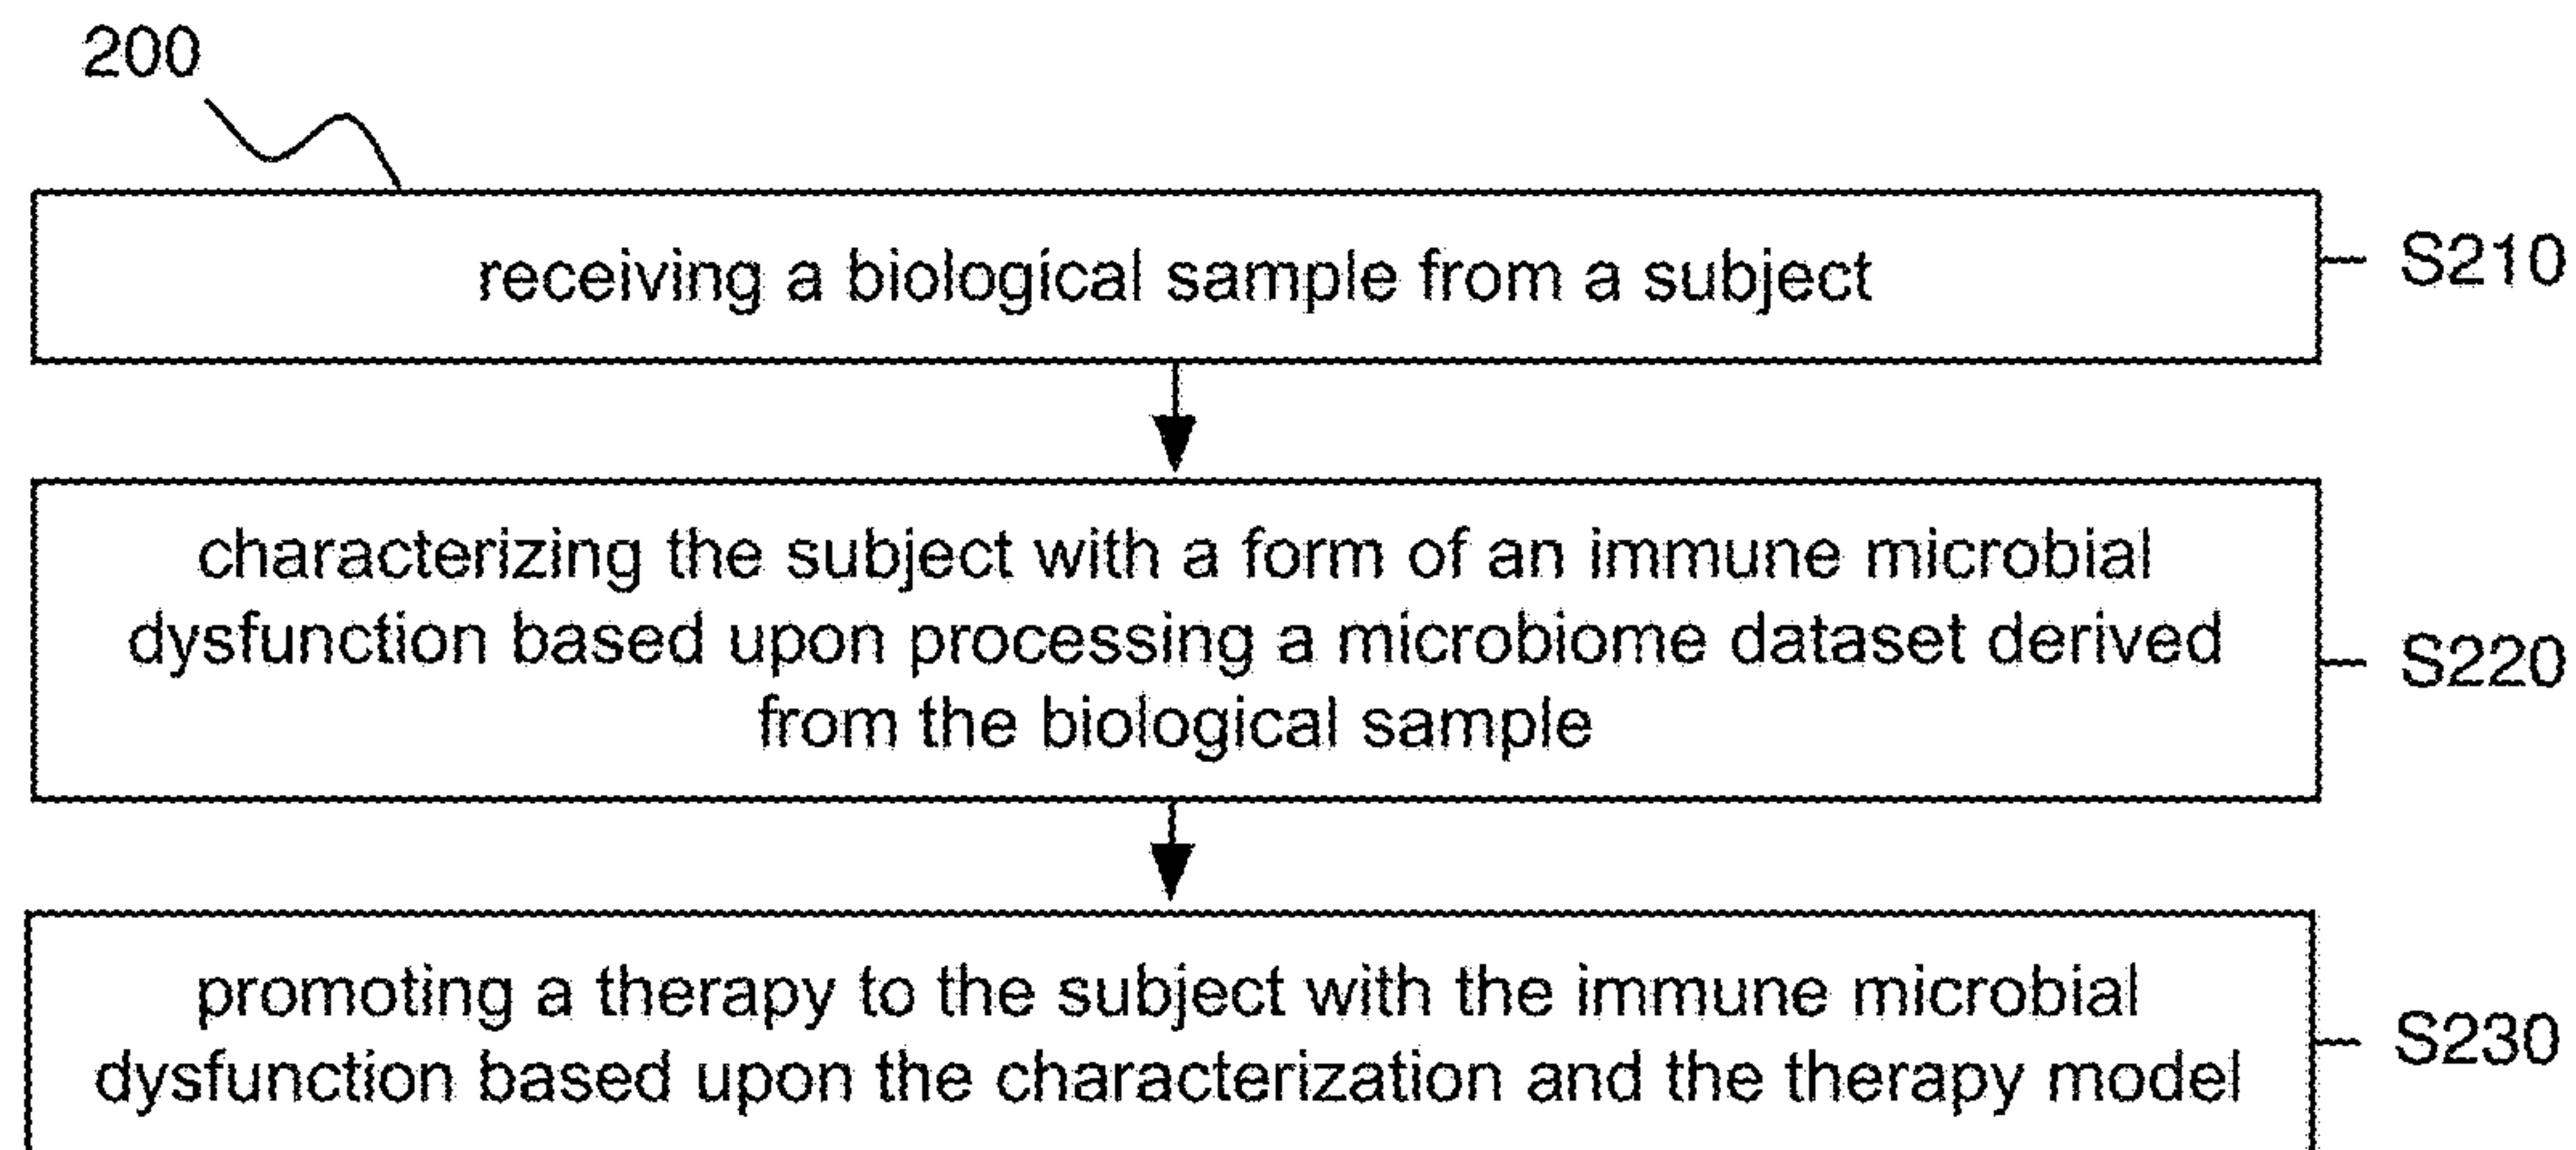 200
receiving a biological sample from a subject
S210
characterizing the subject with a form of an immune microbial
dysfunction based upon processing a microbiome dataset derived
from the biological sample
S220
promoting a therapy to the subject with the immune microbial
dysfunction based upon the characterization and the therapy model
S230